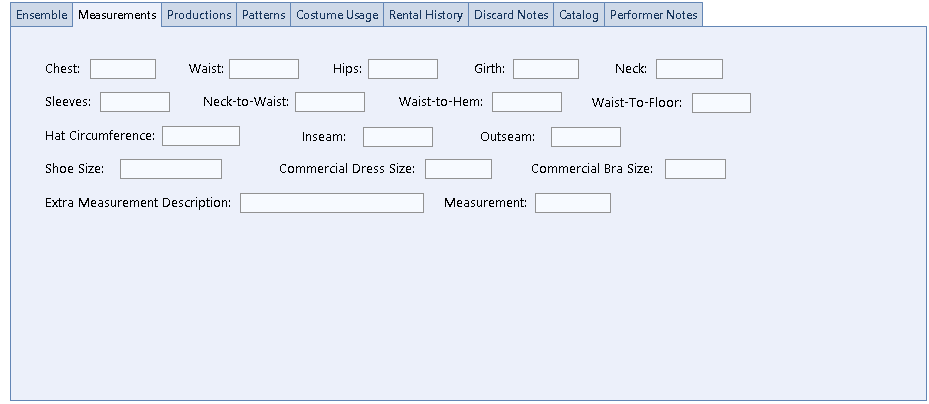 Ensemble Measurements Productions Patterns Costume Usage Rental History Discard Notes Catalog Performer Notes
Chest: Waist: Hips: Girth: Neck:
Sleeves: Neck-to-Waist: Waist-to-Hem: Waist-To-Floor:
Hat Circumference: Inseam: Outseam:
Shoe Size: Commercial Dress Size: Commercial Bra Size:
Extra Measurement Description: Measurement: